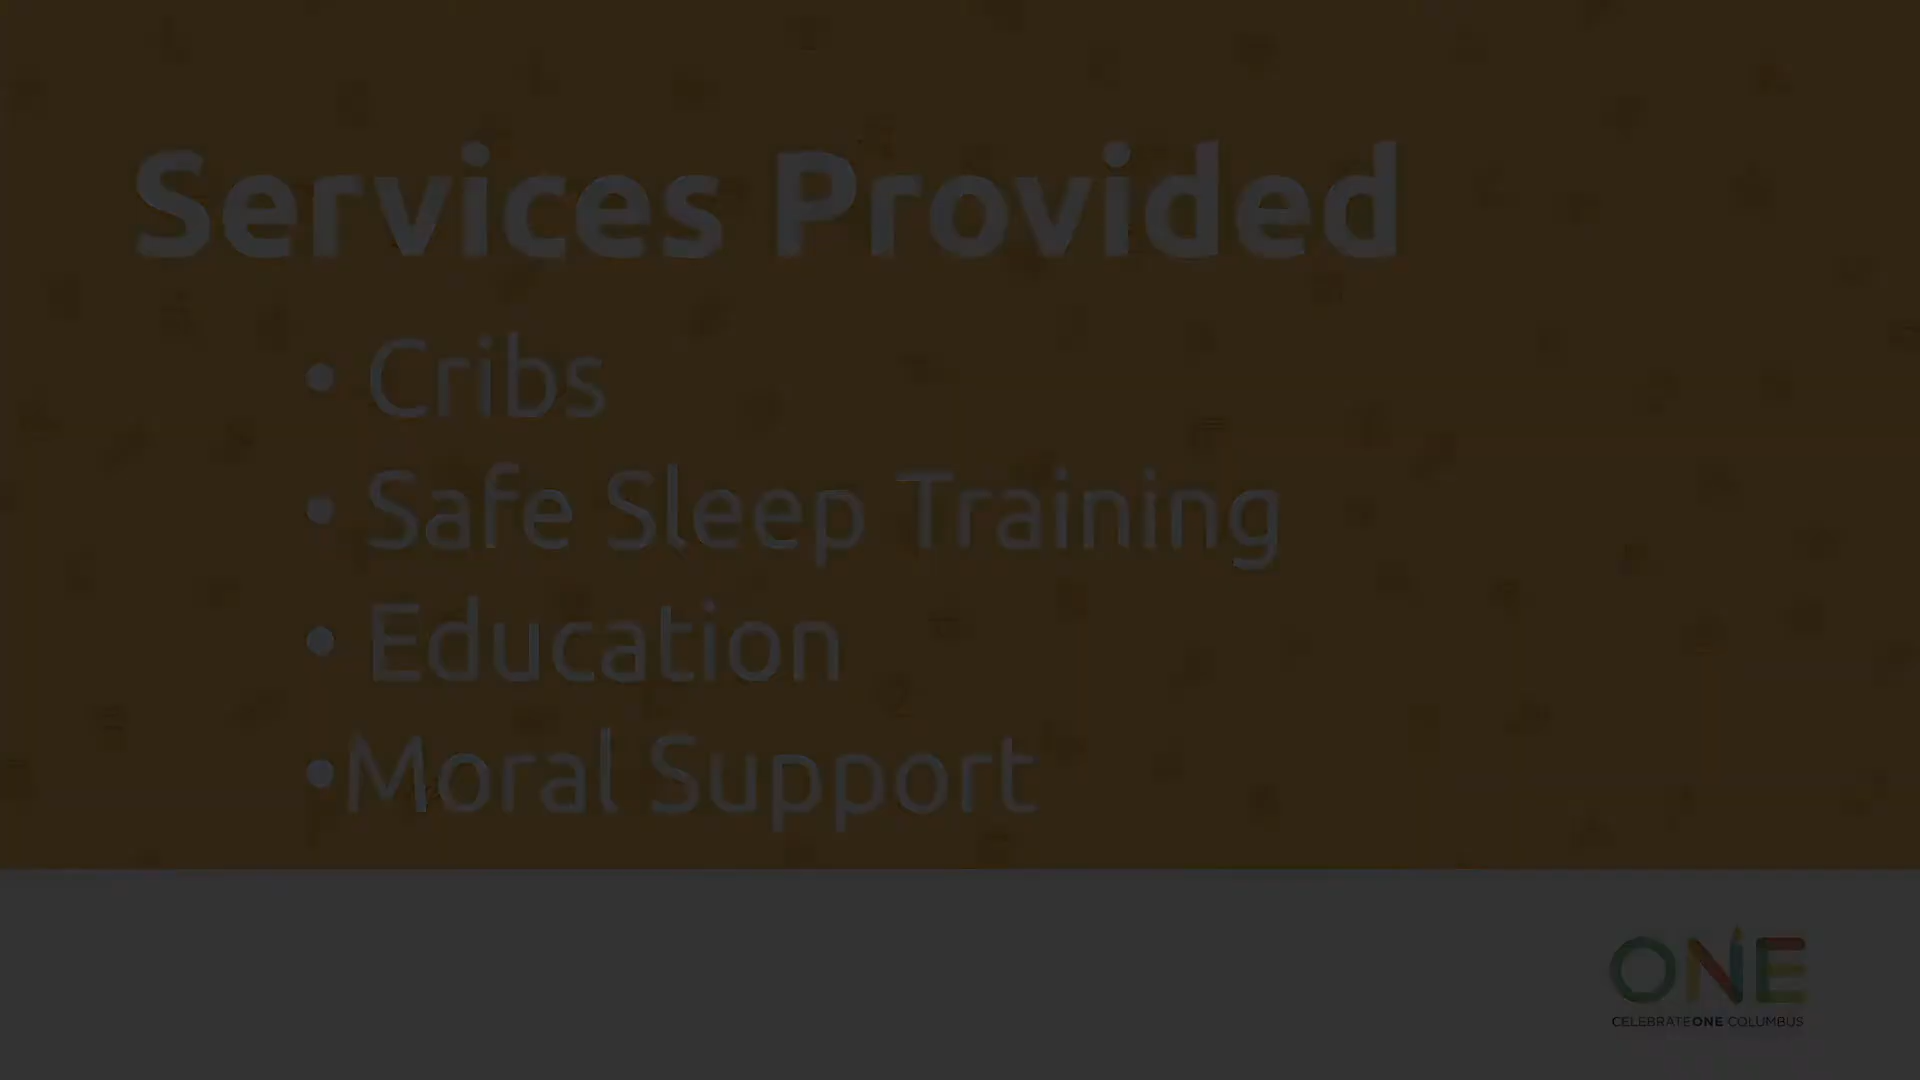 Services Provided
• Cribs
• Safe Sleep Training
• Education
•Moral Support
ONE
CELEBRATEONE COLUMBUS